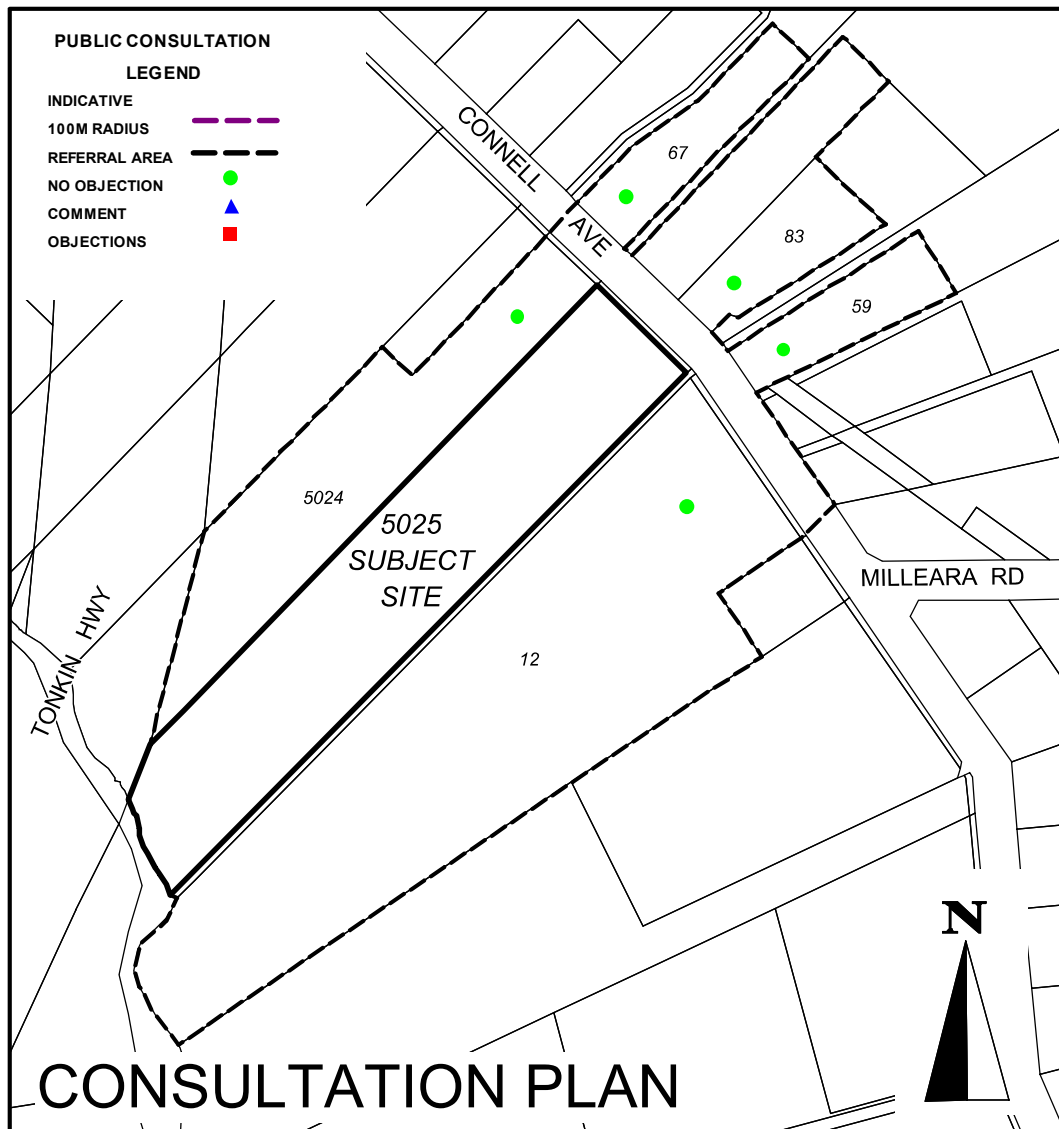 PUBLIC CONSULTATION
LEGEND
INDICATIVE
100M RADIUS
REFERRAL AREA
NO OBJECTION
COMMENT
OBJECTIONS
CONNELL
AVE
67
83
59
5024
5025
SUBJECT
SITE
12
MILLEARA RD
TONKIN HWY
N
CONSULTATION PLAN